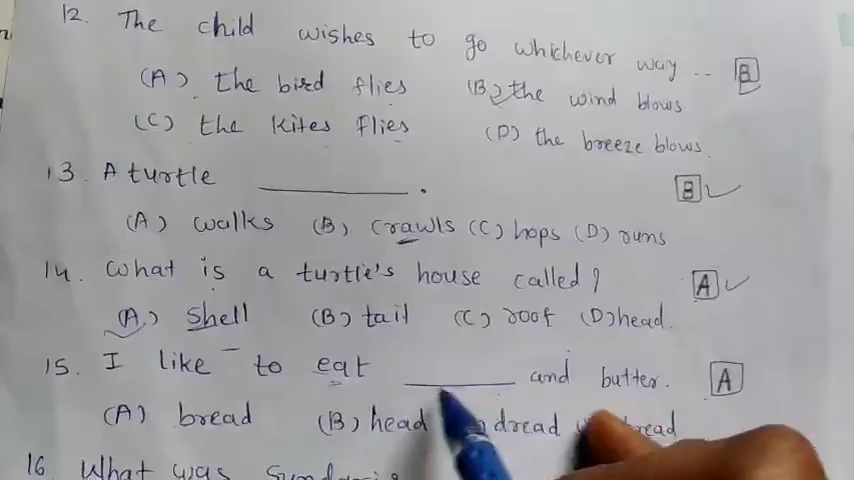 12. The child wishes to go whichever way .. B
(A) the bird flies (B) the wind blows
(C) the kites flies (D) the breeze blows.
13. A turtle ________. B
(A) walks (B) crawls (C) hops (D) runs
14. What is a turtle's house called? A
(A) Shell (B) tail (C) roof (D) head.
15. I like to eat ________ and butter. A
(A) bread (B) head dread
16. What was